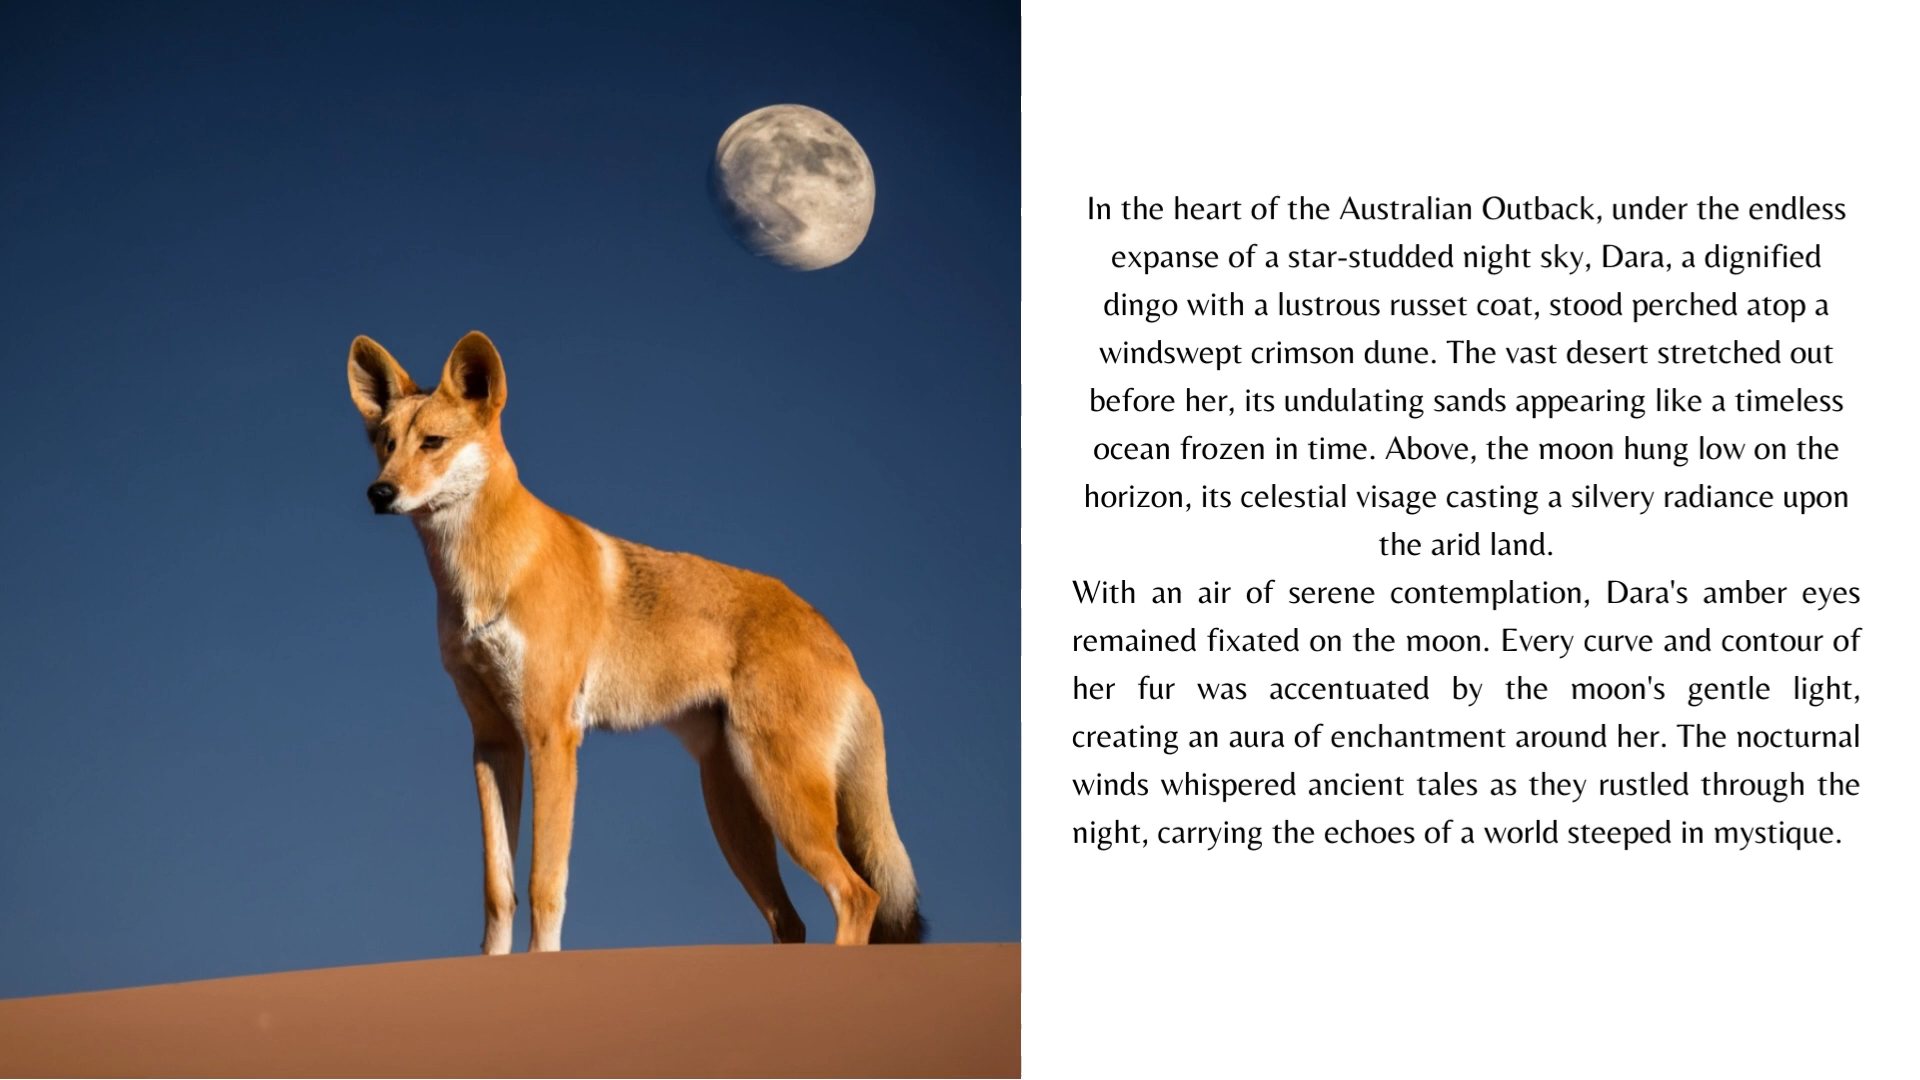 In the heart of the Australian Outback, under the endless
expanse of a star-studded night sky, Dara, a dignified
dingo with a lustrous russet coat, stood perched atop a
windswept crimson dune. The vast desert stretched out
before her, its undulating sands appearing like a timeless
ocean frozen in time. Above, the moon hung low on the
horizon, its celestial visage casting a silvery radiance upon
the arid land.
With an air of serene contemplation, Dara's amber eyes
remained fixated on the moon. Every curve and contour of
her fur was accentuated by the moon's gentle light,
creating an aura of enchantment around her. The nocturnal
winds whispered ancient tales as they rustled through the
night, carrying the echoes of a world steeped in mystique.